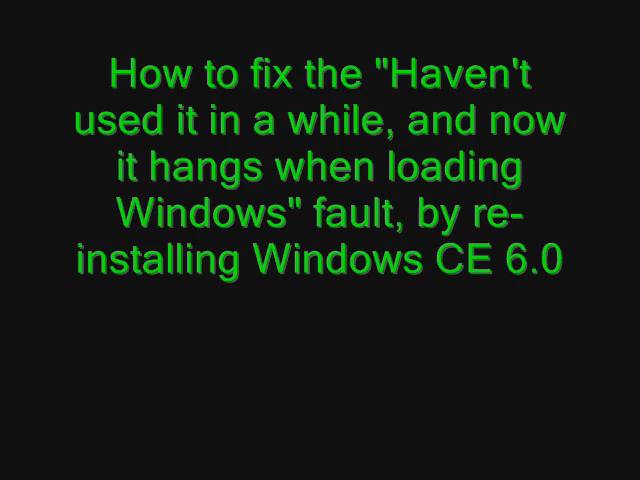 How to fix the "Haven't
used it in a while, and now
it hangs when loading
Windows" fault, by re-
installing Windows CE 6.0